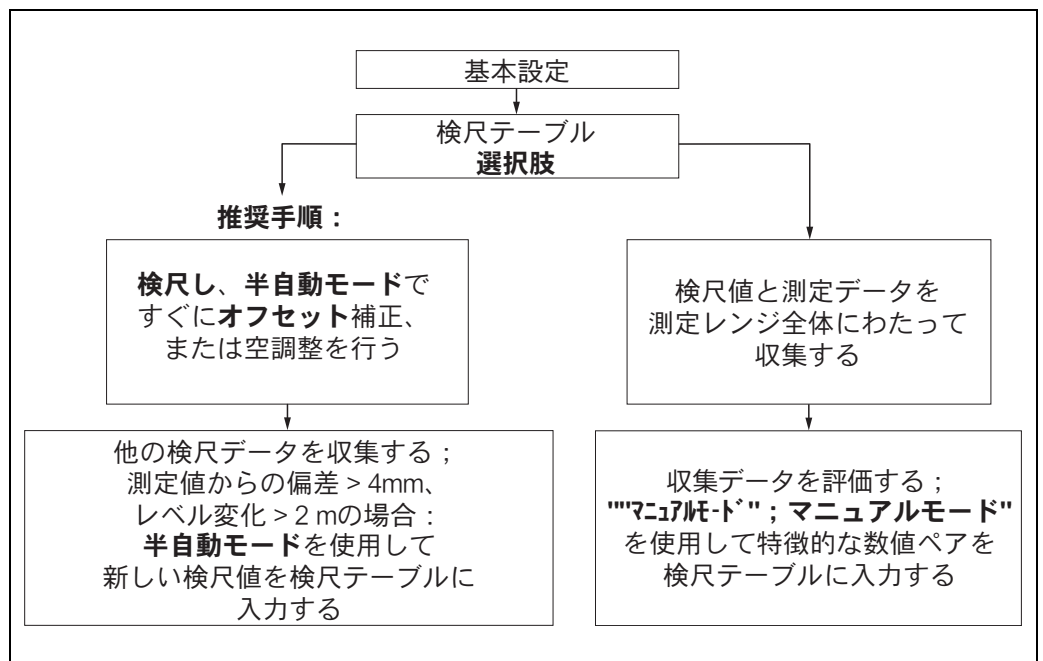 基本設定
検尺テーブル
選択肢
推奨手順：
検尺し、半自動モードで
すぐにオフセット補正、
または空調整を行う
他の検尺データを収集する；
測定値からの偏差 > 4mm、
レベル変化 > 2 mの場合：
半自動モードを使用して
新しい検尺値を検尺テーブルに
入力する
検尺値と測定データを
測定レンジ全体にわたって
収集する
収集データを評価する；
""ﾏﾆｭｱﾙﾓ-ﾄﾞ"；マニュアルモード"
を使用して特徴的な数値ペアを
検尺テーブルに入力する